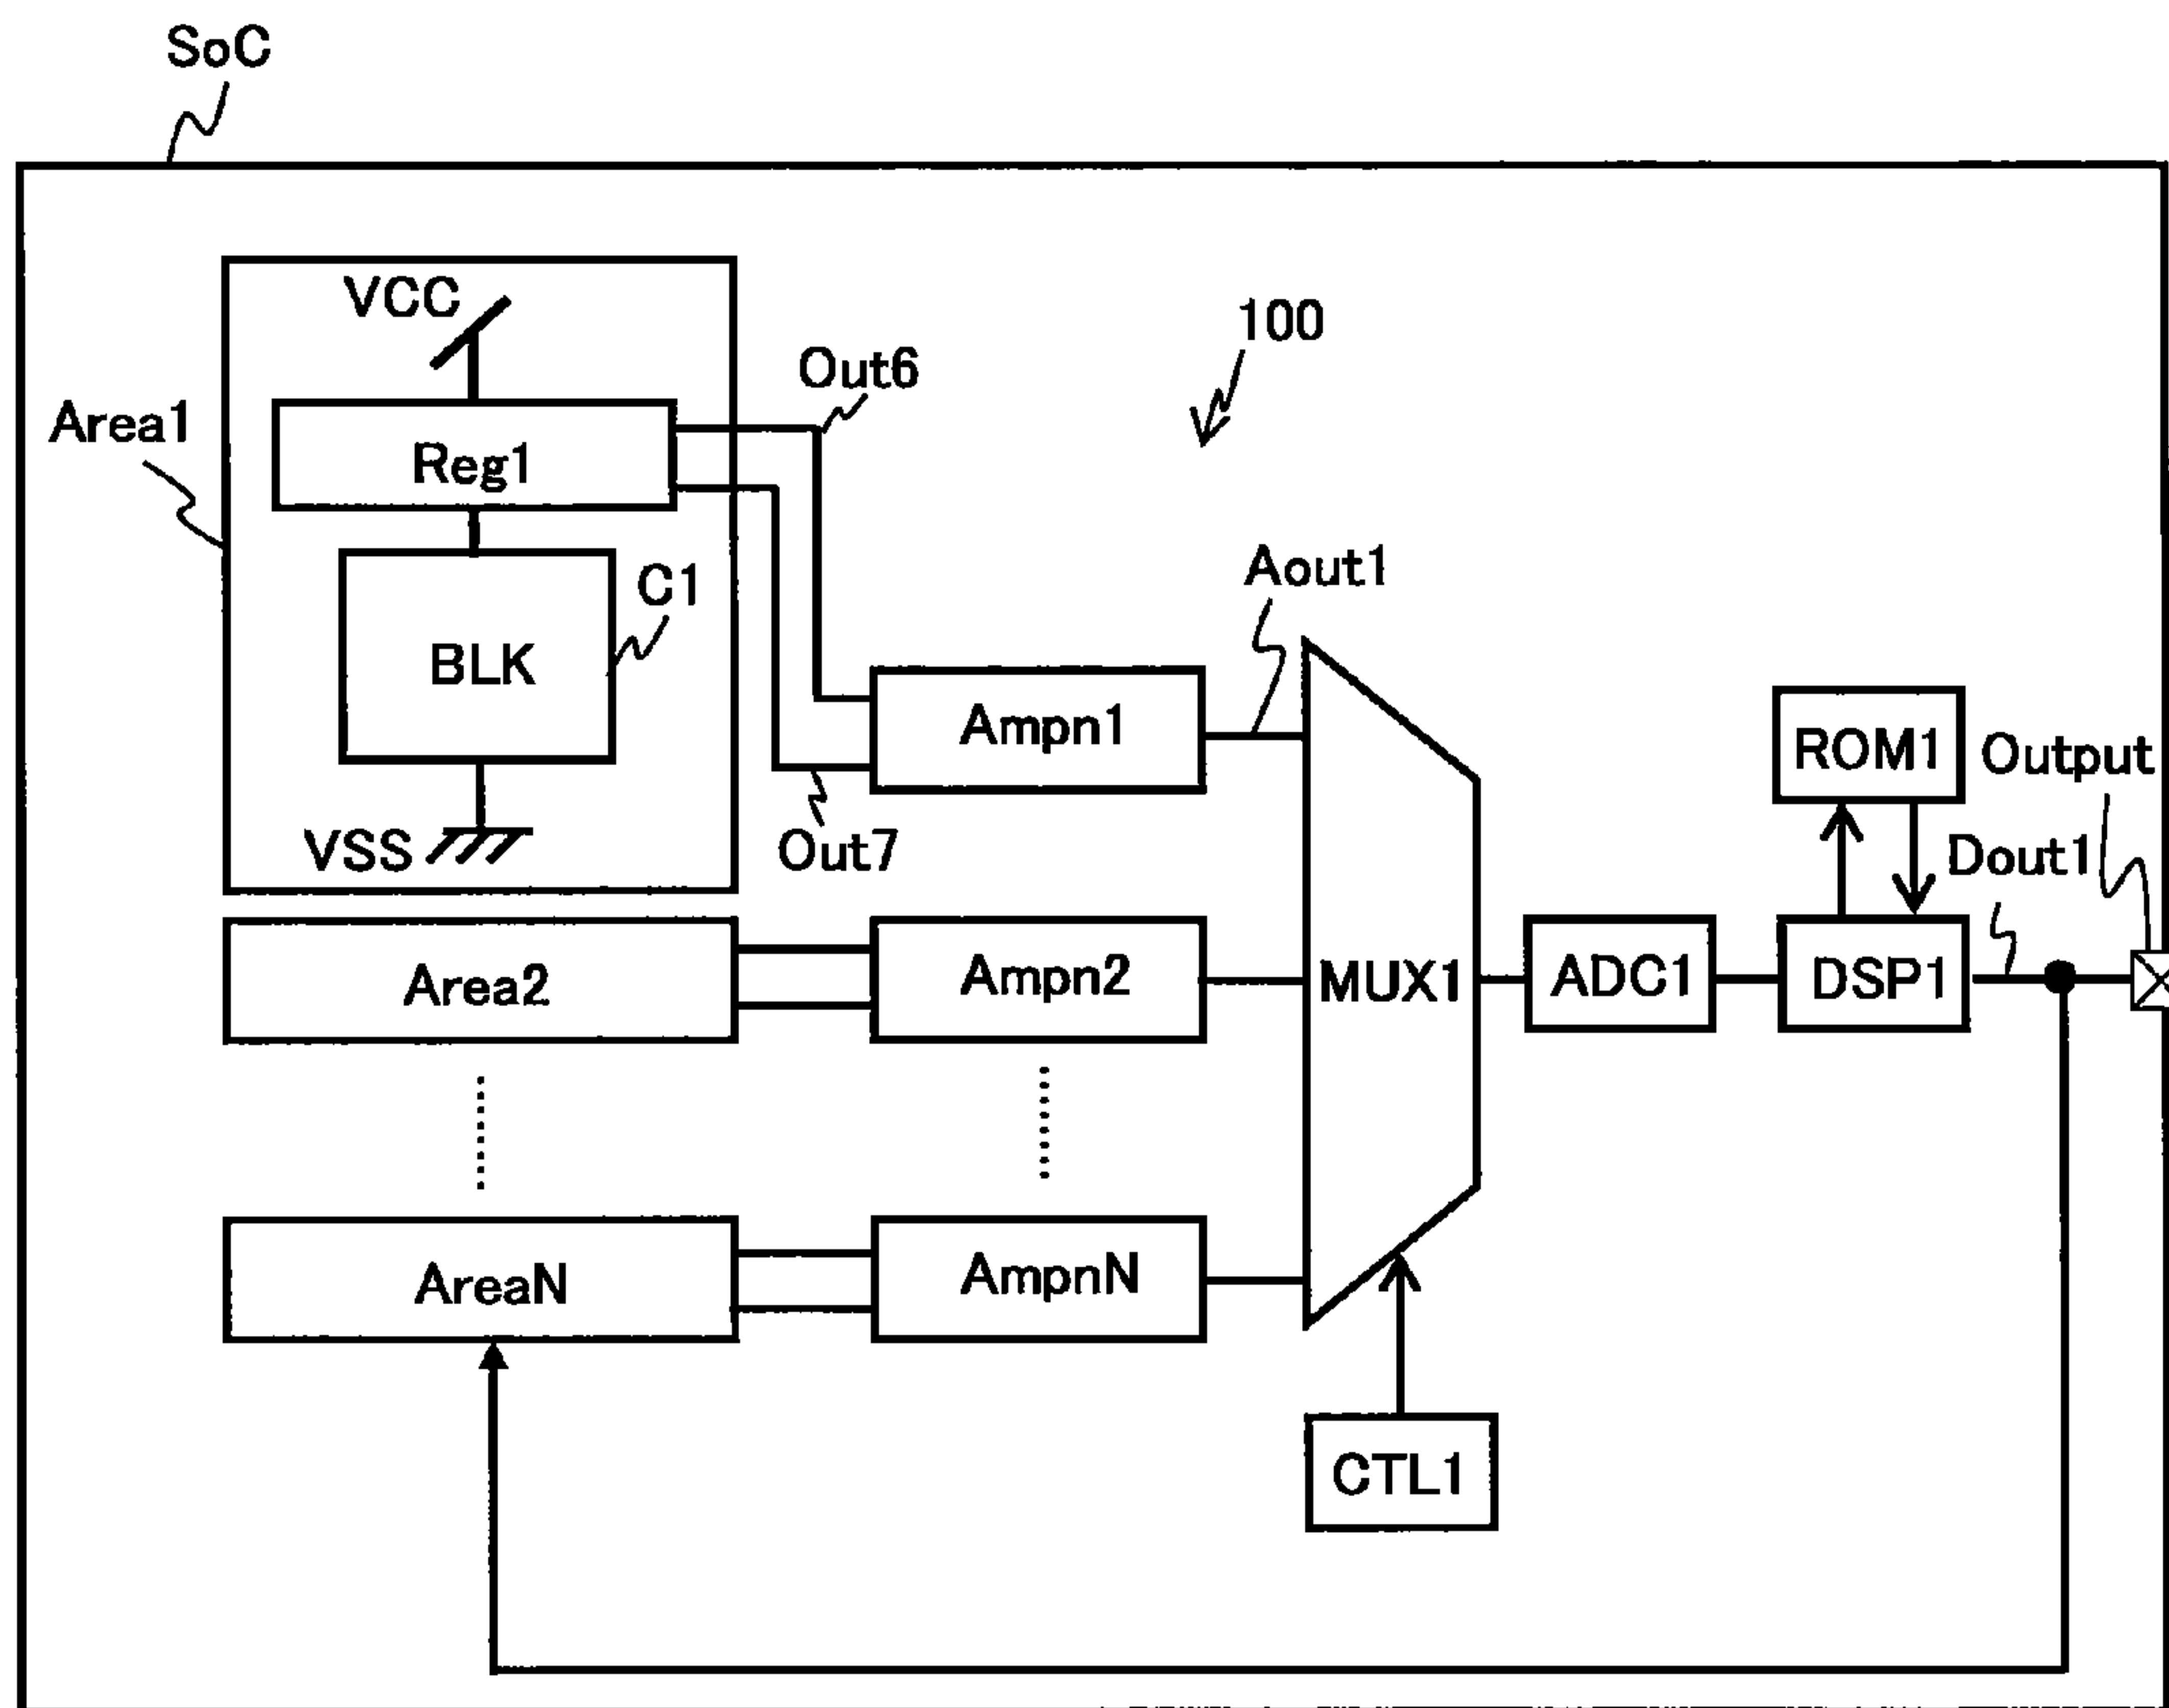 SoC
VCC
100
Out6
Area1
Reg1
Aout1
C1
BLK
Ampn1
ROM1
Output
VSS
Out7
Dout1
Area2
Ampn2
MUX1
ADC1
DSP1
AreaN
AmpnN
CTL1